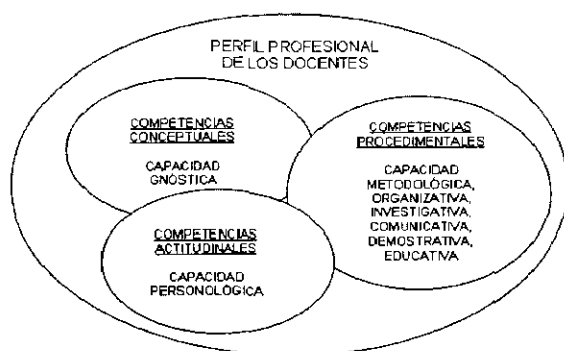 PERFIL PROFESIONAL
DE LOS DOCENTES
COMPETENCIAS
CONCEPTUALES
CAPACIDAD
GNÓSTICA
COMPETENCIAS
PROCEDIMENTALES
CAPACIDAD
METODOLÓGICA,
ORGANIZATIVA,
INVESTIGATIVA,
COMUNICATIVA,
DEMOSTRATIVA,
EDUCATIVA
COMPETENCIAS
ACTITUDINALES
CAPACIDAD
PERSONOLÓGICA